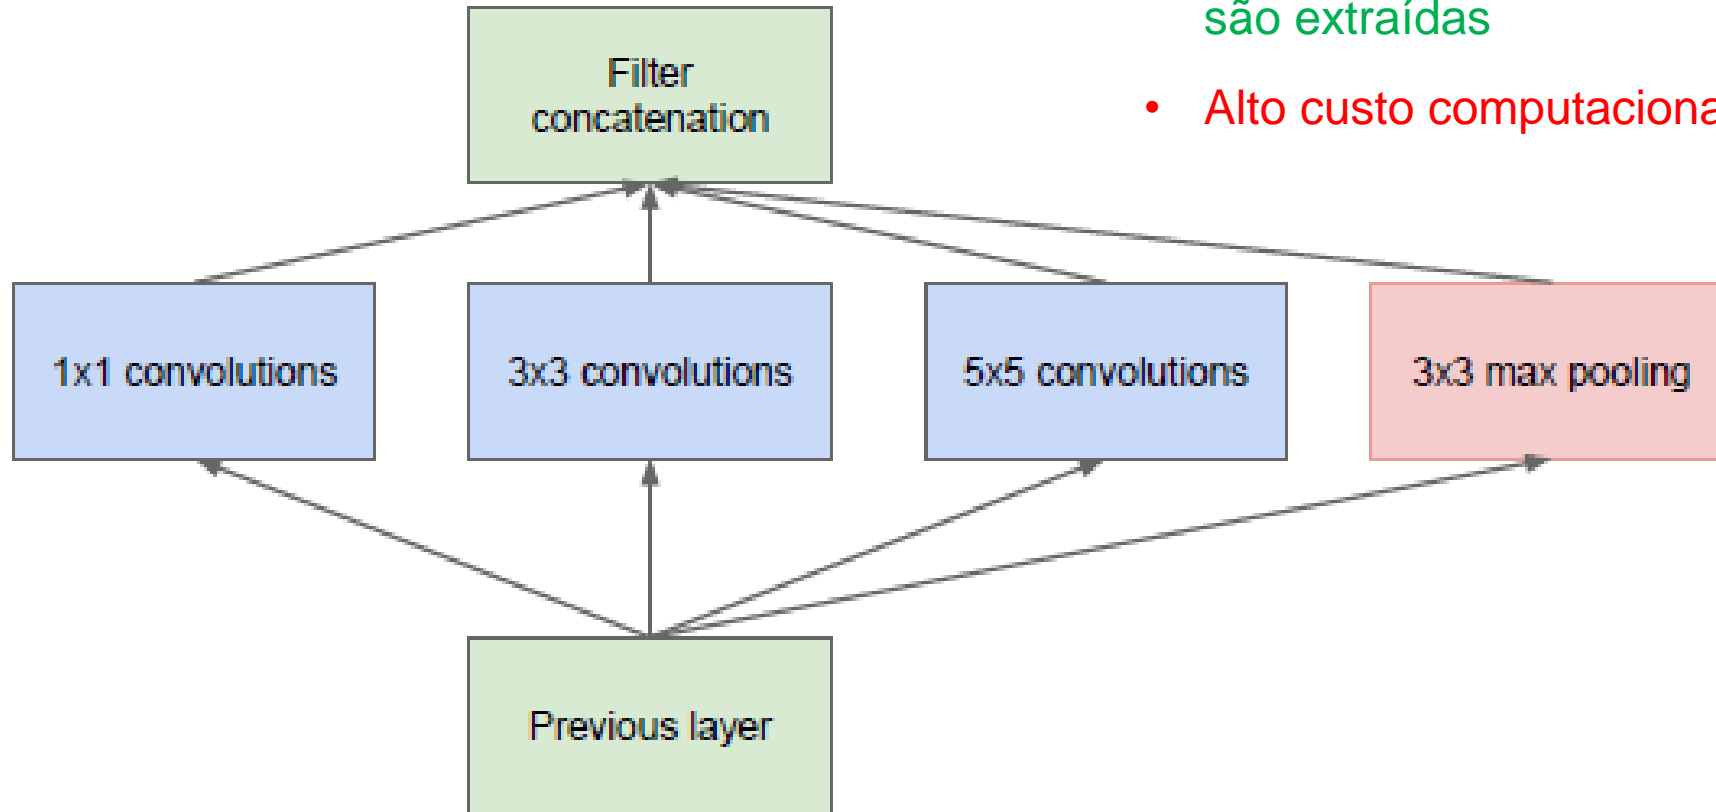 são extraídas
• Alto custo computaciona
Filter
concatenation
1x1 convolutions
3x3 convolutions
5x5 convolutions
3x3 max pooling
Previous layer